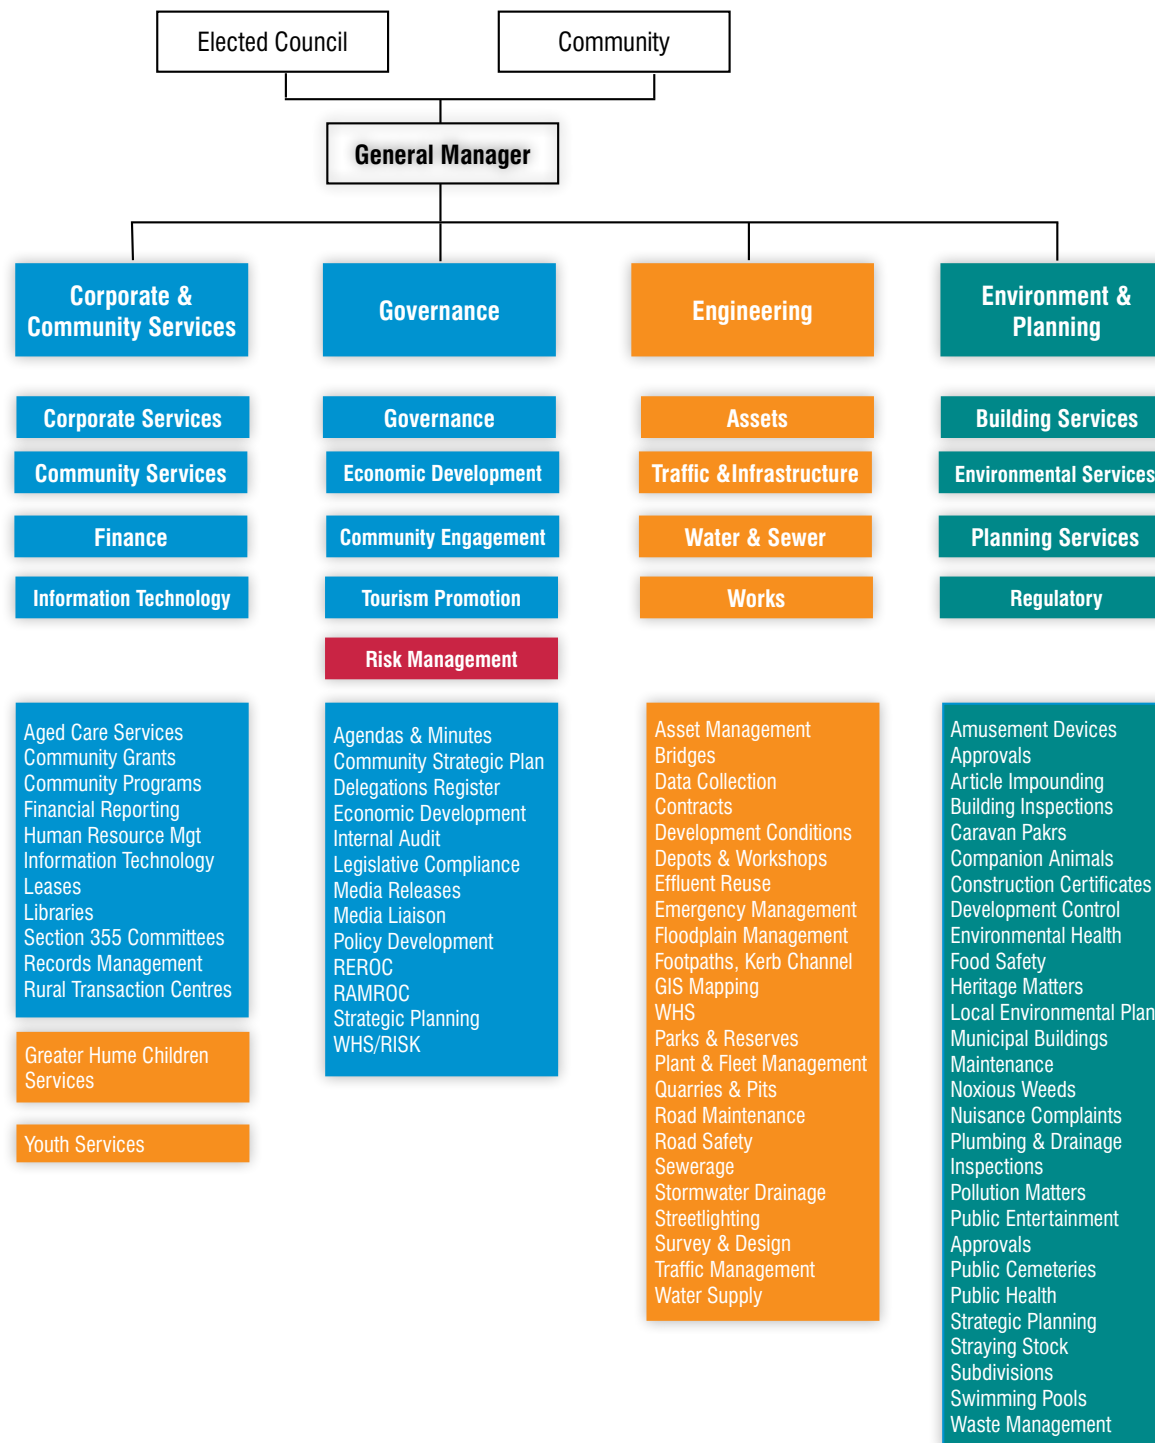 Elected Council
Community
General Manager
Corporate &
Community Services
Governance
Engineering
Environment &
Planning
Corporate Services
Governance
Assets
Building Services
Community Services
Economic Development
Traffic &Infrastructure
Environmental Services
Finance
Community Engagement
Water & Sewer
Planning Services
Information Technology
Tourism Promotion
Works
Regulatory
Risk Management
Aged Care Services
Community Grants
Community Programs
Financial Reporting
Human Resource Mgt
Information Technology
Leases
Libraries
Section 355 Committees
Records Management
Rural Transaction Centres
Greater Hume Children
Services
Youth Services
Agendas & Minutes
Community Strategic Plan
Delegations Register
Economic Development
Internal Audit
Legislative Compliance
Media Releases
Media Liaison
Policy Development
REROC
RAMROC
Strategic Planning
WHS/RISK
Asset Management
Bridges
Data Collection
Contracts
Development Conditions
Depots & Workshops
Effluent Reuse
Emergency Management
Floodplain Management
Footpaths, Kerb Channel
GIS Mapping
WHS
Parks & Reserves
Plant & Fleet Management
Quarries & Pits
Road Maintenance
Road Safety
Sewerage
Stormwater Drainage
Streetlighting
Survey & Design
Traffic Management
Water Supply
Amusement Devices
Approvals
Article Impounding
Building Inspections
Caravan Pakrs
Companion Animals
Construction Certificates
Development Control
Environmental Health
Food Safety
Heritage Matters
Local Environmental Plan
Municipal Buildings
Maintenance
Noxious Weeds
Nuisance Complaints
Plumbing & Drainage
Inspections
Pollution Matters
Public Entertainment
Approvals
Public Cemeteries
Public Health
Strategic Planning
Straying Stock
Subdivisions
Swimming Pools
Waste Management